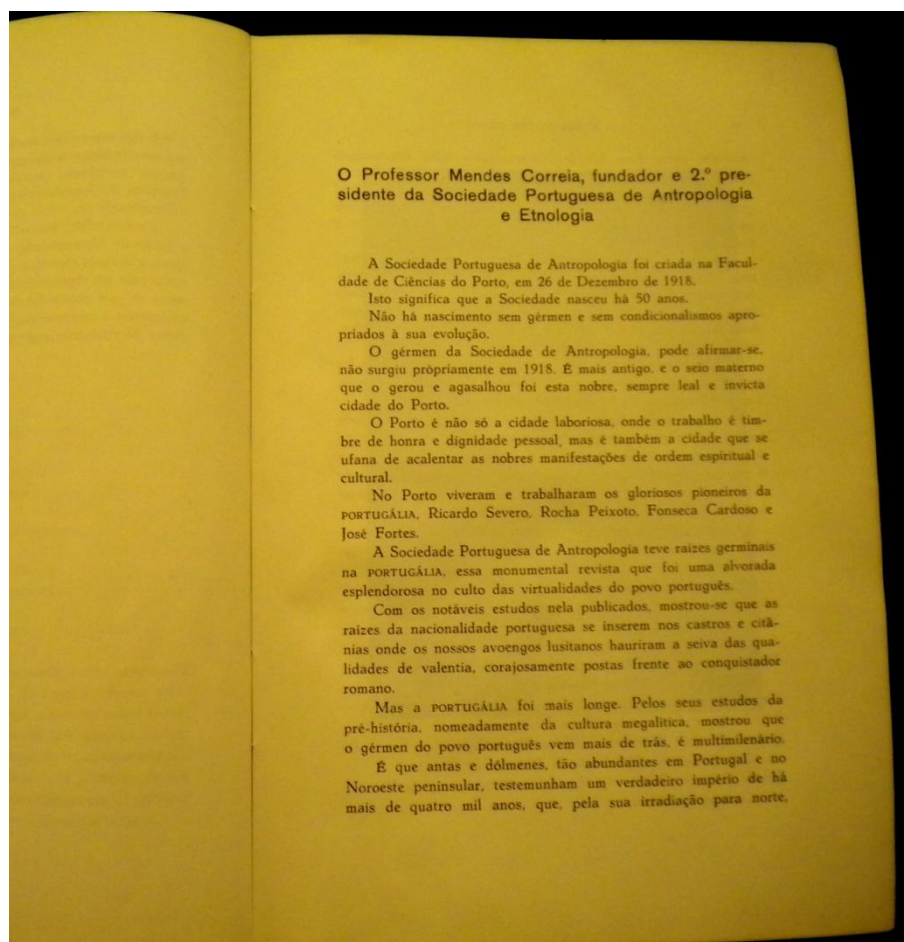 O Professor Mendes Correia, fundador e 2.º pre-
sidente da Sociedade Portuguesa de Antropologia
e Etnologia
A Sociedade Portuguesa de Antropologia foi criada na Facul-
dade de Ciências do Porto, em 26 de Dezembro de 1918.
Isto significa que a Sociedade nasceu há 50 anos.
Não há nascimento sem gérmen e sem condicionalismos apro-
priados à sua evolução.
O gérmen da Sociedade de Antropologia, pode afirmar-se,
não surgiu pròpriamente em 1918. É mais antigo, e o seio materno
que o gerou e agasalhou foi esta nobre, sempre leal e invicta
cidade do Porto.
O Porto é não só a cidade laboriosa, onde o trabalho é tim-
bre de honra e dignidade pessoal, mas é também a cidade que se
ufana de acalentar as nobres manifestações de ordem espiritual e
cultural.
No Porto viveram e trabalharam os gloriosos pioneiros da
PORTUGÁLIA, Ricardo Severo, Rocha Peixoto, Fonseca Cardoso e
José Fortes.
A Sociedade Portuguesa de Antropologia teve raízes germinais
na PORTUGÁLIA, essa monumental revista que foi uma alvorada
esplendorosa no culto das virtualidades do povo português.
Com os notáveis estudos nela publicados, mostrou-se que as
raízes da nacionalidade portuguesa se inserem nos castros e citâ-
nias onde os nossos avoengos lusitanos hauriram a seiva das qua-
lidades de valentia, corajosamente postas frente ao conquistador
romano.
Mas a PORTUGÁLIA foi mais longe. Pelos seus estudos da
pré-história, nomeadamente da cultura megalítica, mostrou que
o gérmen do povo português vem mais de trás, é multimilenário.
É que antas e dólmenes, tão abundantes em Portugal e no
Noroeste peninsular, testemunham um verdadeiro império de há
mais de quatro mil anos, que, pela sua irradiação para norte,